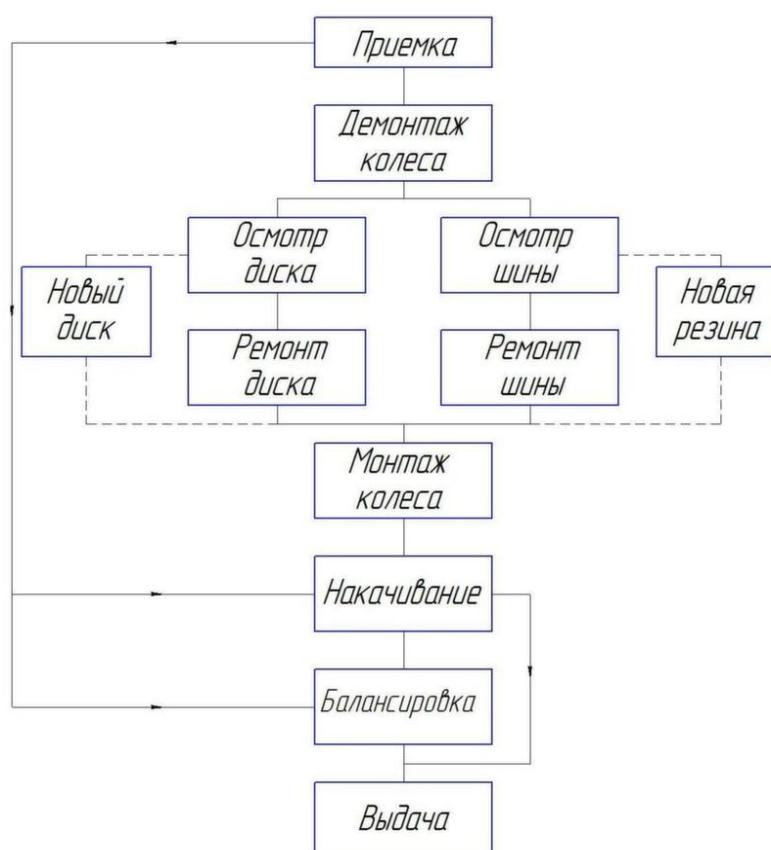 Приемка
Демонтаж
колеса
Осмотр
диска
Осмотр
шины
Новый
диск
Новая
резина
Ремонт
диска
Ремонт
шины
Монтаж
колеса
Накачивание
Балансировка
Выдача